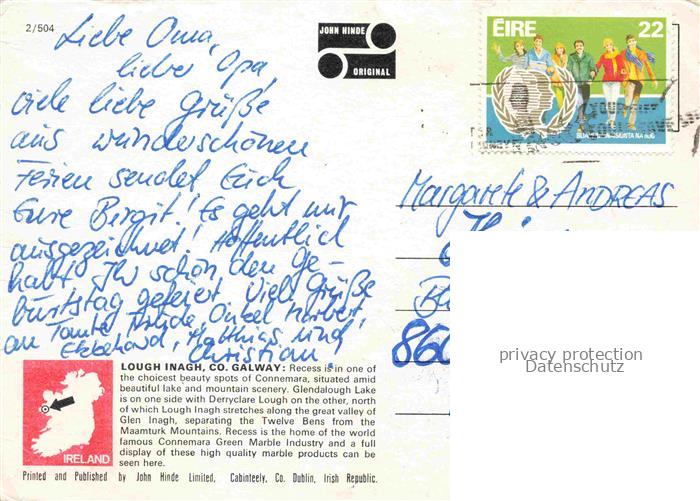 2/504
Liebe Oma,
lieber Opa,
viele liebe Grüße
aus wunderschönen
Ferien sendet Euch
Eure Birgit! Es geht mir
ausgezeichnet! Hoffentlich
habt Ihr schön den Ge-
burtstag gefeiert. Viele Grüße
an Tante Onkel Norbert,
Ekkehard, Matthias und
Christian!
JOHN HINDE
ORIGINAL
ÉIRE 22
Margarete & ANDREAS
860
privacy protection
Datenschutz
IRELAND
LOUGH INAGH, CO. GALWAY: Recess is in one of
the choicest beauty spots of Connemara, situated amid
beautiful lake and mountain scenery. Glendalough Lake
is on one side with Derryclare Lough on the other, north
of which Lough Inagh stretches along the great valley of
Glen Inagh, separating the Twelve Bens from the
Maamturk Mountains. Recess is the home of the world
famous Connemara Green Marble Industry and a full
display of these high quality marble products can be
seen here.
Printed and Published by John Hinde Limited, Cabinteely, Co. Dublin, Irish Republic.